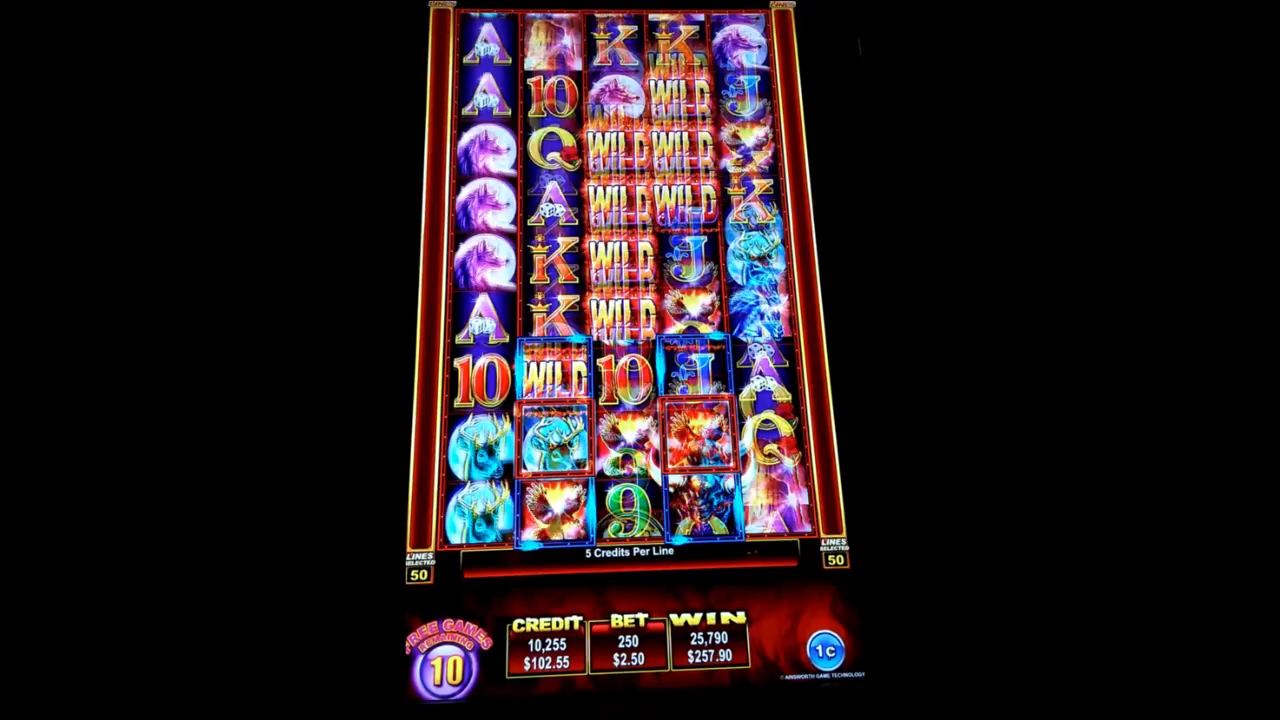 A K K
A 10 WILD J
Q WILD WILD
A WILD WILD K
K WILD J
A K WILD
10 WILD 10 J A
Q
9
5 Credits Per Line
LINES SELECTED 50
LINES SELECTED 50
FREE GAMES REMAINING
10
CREDIT BET WIN
10,255 250 25,790
$102.55 $2.50 $257.90
1¢
© AINSWORTH GAME TECHNOLOGY